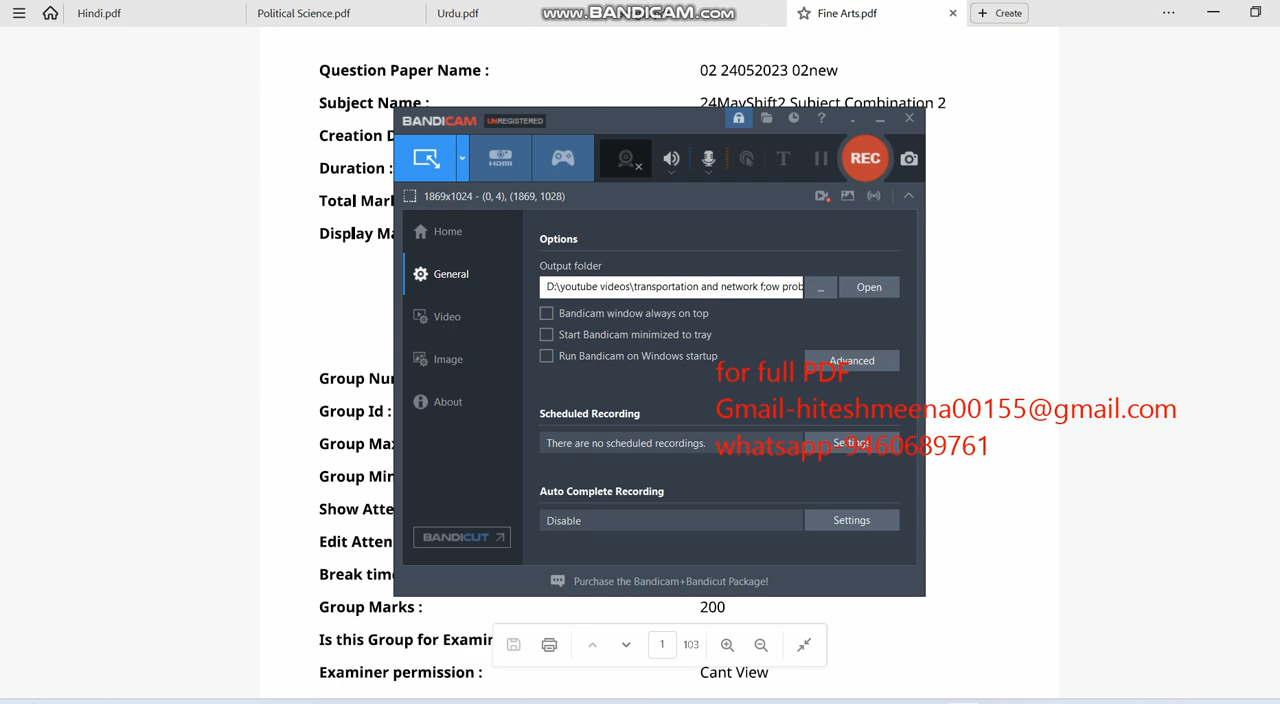 Hindi.pdf
Political Science.pdf
Urdu.pdf
www.BANDICAM.com
Fine Arts.pdf
Create
Question Paper Name :
02 24052023 02new
Subject Name :
24MayShift2 Subject Combination 2
Creation D
Duration :
Total Mar
Display Ma
BANDICAM UNREGISTERED
HDMI
REC
1869x1024 - (0, 4), (1869, 1028)
Home
General
Video
Image
About
BANDICUT
Options
Output folder
D:\youtube videos\transportation and network f;ow prob
...
Open
Bandicam window always on top
Start Bandicam minimized to tray
Run Bandicam on Windows startup
Advanced
Scheduled Recording
There are no scheduled recordings.
Settings
Auto Complete Recording
Disable
Settings
Purchase the Bandicam+Bandicut Package!
for full PDF
Gmail-hiteshmeena00155@gmail.com
whatsapp-9460689761
Group Nu
Group Id :
Group Max
Group Min
Show Atte
Edit Atten
Break time
Group Marks :
200
Is this Group for Examin
Examiner permission :
Cant View
1 103